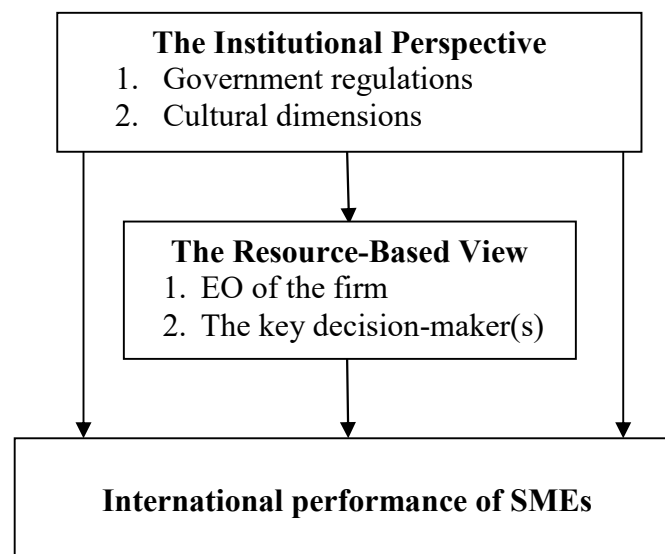 The Institutional Perspective
1. Government regulations
2. Cultural dimensions
The Resource-Based View
1. EO of the firm
2. The key decision-maker(s)
International performance of SMEs